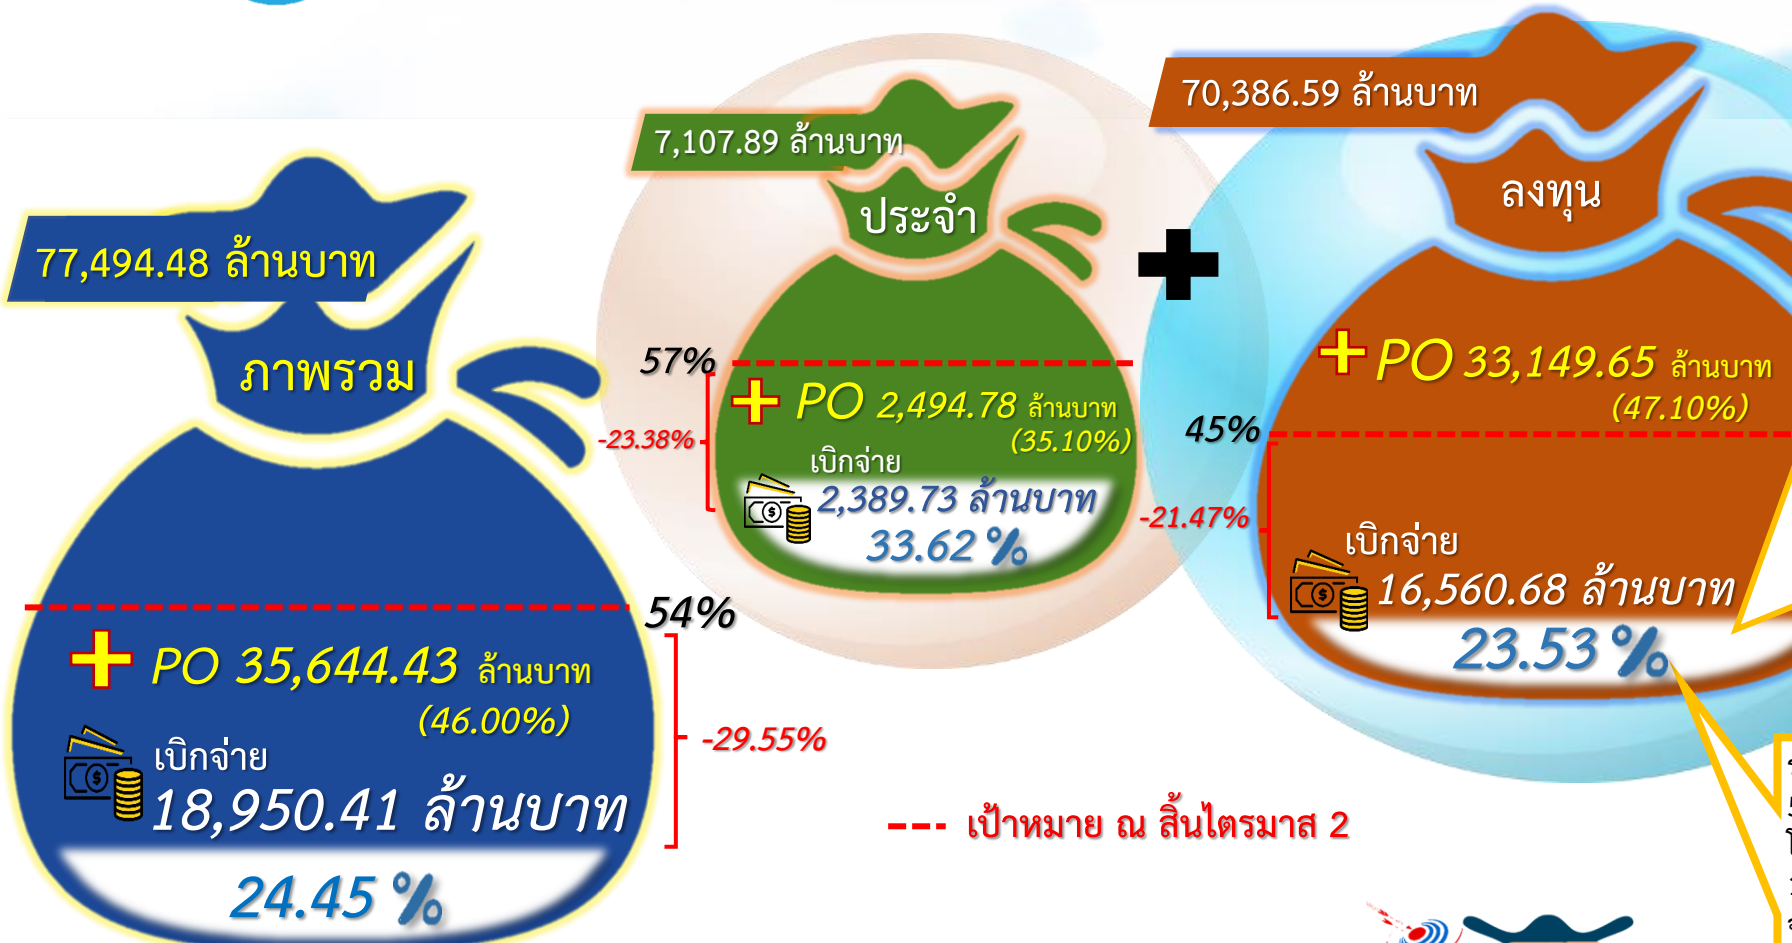 77,494.48 ล้านบาท
ภาพรวม
54%
PO 35,644.43 ล้านบาท
(46.00%)
-29.55%
เบิกจ่าย
18,950.41 ล้านบาท
24.45 %
7,107.89 ล้านบาท
ประจำ
57%
PO 2,494.78 ล้านบาท
(35.10%)
-23.38%
เบิกจ่าย
2,389.73 ล้านบาท
33.62 %
70,386.59 ล้านบาท
ลงทุน
PO 33,149.65 ล้านบาท
(47.10%)
45%
-21.47%
เบิกจ่าย
16,560.68 ล้านบาท
23.53 %
--- เป้าหมาย ณ สิ้นไตรมาส 2